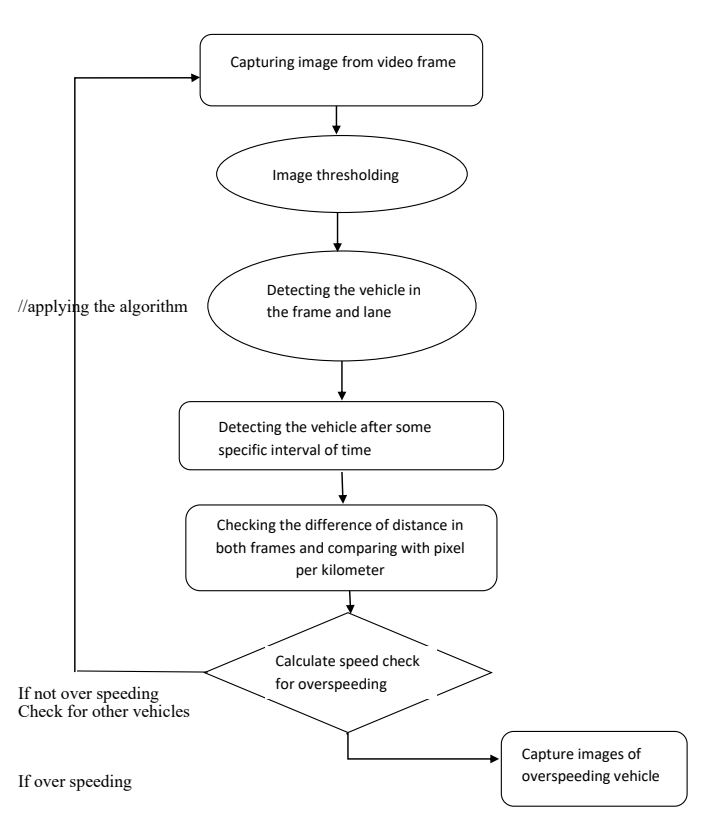 Capturing image from video frame
Image thresholding
Detecting the vehicle in
the frame and lane
//applying the algorithm
Detecting the vehicle after some
specific interval of time
Checking the difference of distance in
both frames and comparing with pixel
per kilometer
Calculate speed check
for overspeeding
If not over speeding
Check for other vehicles
Capture images of
overspeeding vehicle
If over speeding